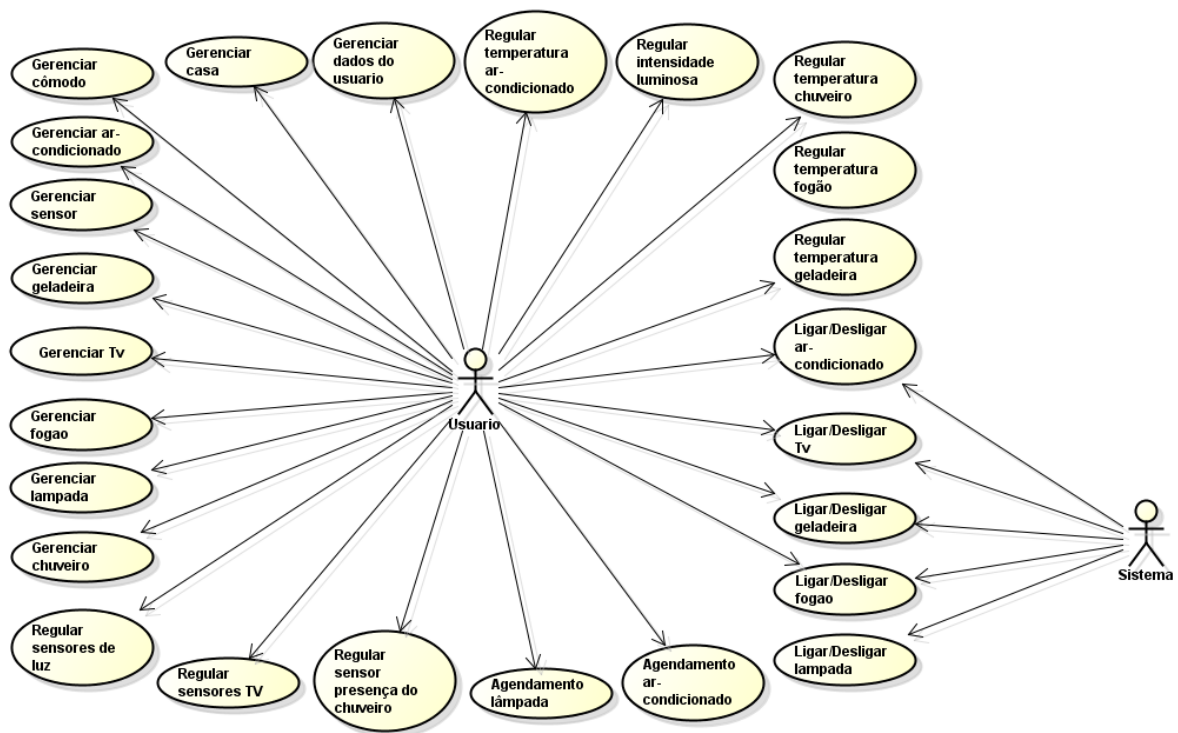 Gerenciar
cômodo
Gerenciar
casa
Gerenciar
dados do
usuario
Regular
temperatura
ar-
condicionado
Regular
intensidade
luminosa
Regular
temperatura
chuveiro
Gerenciar ar-
condicionado
Regular
temperatura
fogão
Gerenciar
sensor
Regular
temperatura
geladeira
Gerenciar
geladeira
Ligar/Desligar
ar-
condicionado
Gerenciar Tv
Usuario
Gerenciar
fogao
Ligar/Desligar
Tv
Gerenciar
lampada
Ligar/Desligar
geladeira
Gerenciar
chuveiro
Sistema
Ligar/Desligar
fogao
Regular
sensores de
luz
Regular
sensores TV
Regular
sensor
presença do
chuveiro
Agendamento
lâmpada
Agendamento
ar-
condicionado
Ligar/Desligar
lampada